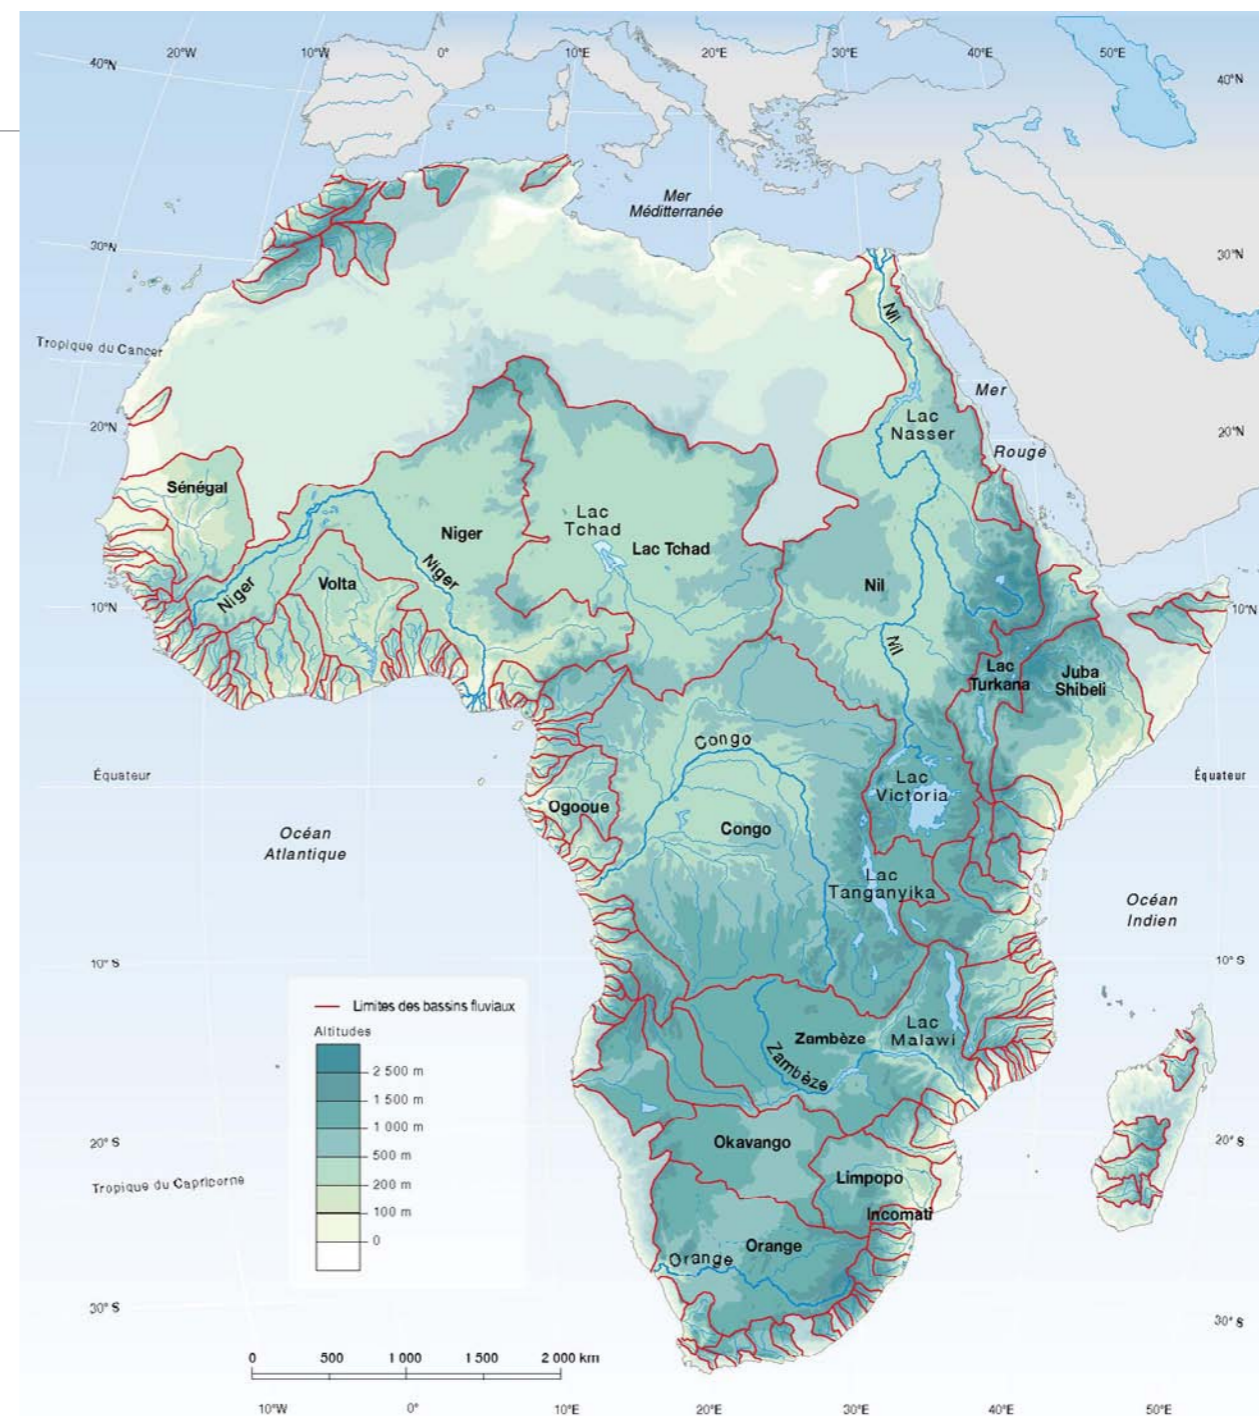 20°W 10°W 0° 10°E 20°E 30°E 40°E 50°E
40°N 40°N
Mer
Méditterranée
30°N 30°N
Nil
Tropique du Cancer
Mer
Rouge
Lac
Nasser
20°N 20°N
Sénégal
Niger
Lac
Tchad
Lac Tchad
Niger
Volta
Niger
Nil
10°N 10°N
Nil
Lac
Turkana
Juba
Shibeli
Congo
Équateur Équateur
Lac
Victoria
Ogooue
Congo
Océan
Atlantique
Lac
Tanganyika
Océan
Indien
10° S 10° S
Limites des bassins fluviaux
Altitudes
2 500 m
1 500 m
1 000 m
500 m
200 m
100 m
0
Zambèze
Zambèze
Lac
Malawi
20° S 20° S
Okavango
Tropique du Capricorne
Limpopo
Incomati
Orange
Orange
30° S 30° S
0 500 1 000 1 500 2 000 km
10°W 0° 10°E 20°E 30°E 40°E 50°E